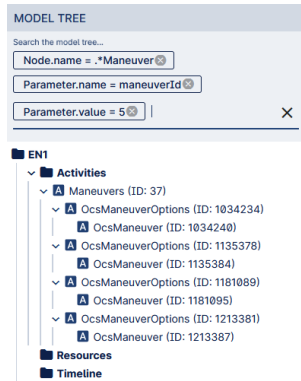 MODEL TREE
Search the model tree...
Node.name = .*Maneuver
Parameter.name = maneuverId
Parameter.value = 5
EN1
Activities
A Maneuvers (ID: 37)
A OcsManeuverOptions (ID: 1034234)
A OcsManeuver (ID: 1034240)
A OcsManeuverOptions (ID: 1135378)
A OcsManeuver (ID: 1135384)
A OcsManeuverOptions (ID: 1181089)
A OcsManeuver (ID: 1181095)
A OcsManeuverOptions (ID: 1213381)
A OcsManeuver (ID: 1213387)
Resources
Timeline